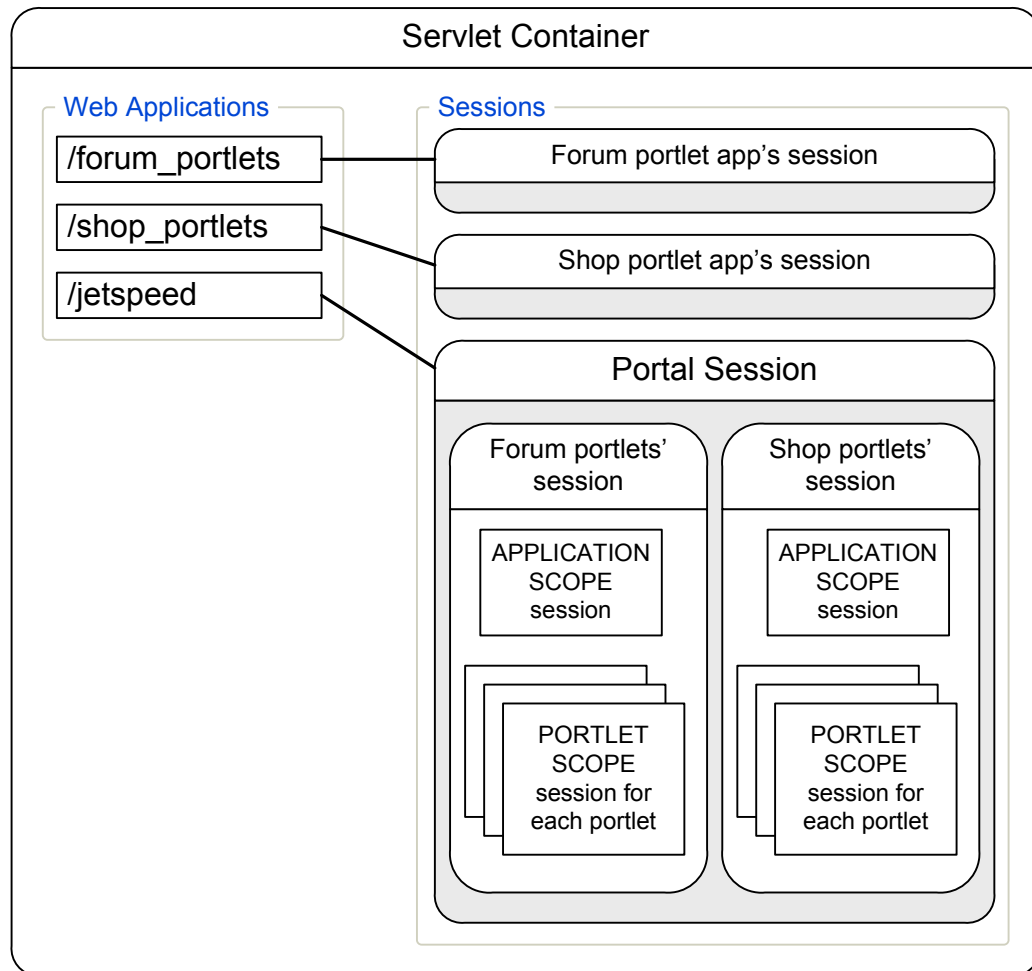 Servlet Container
Web Applications
/forum_portlets
/shop_portlets
/jetspeed
Sessions
Forum portlet app’s session
Shop portlet app’s session
Portal Session
Forum portlets’
session
APPLICATION
SCOPE
session
PORTLET
SCOPE
session for
each portlet
Shop portlets’
session
APPLICATION
SCOPE
session
PORTLET
SCOPE
session for
each portlet